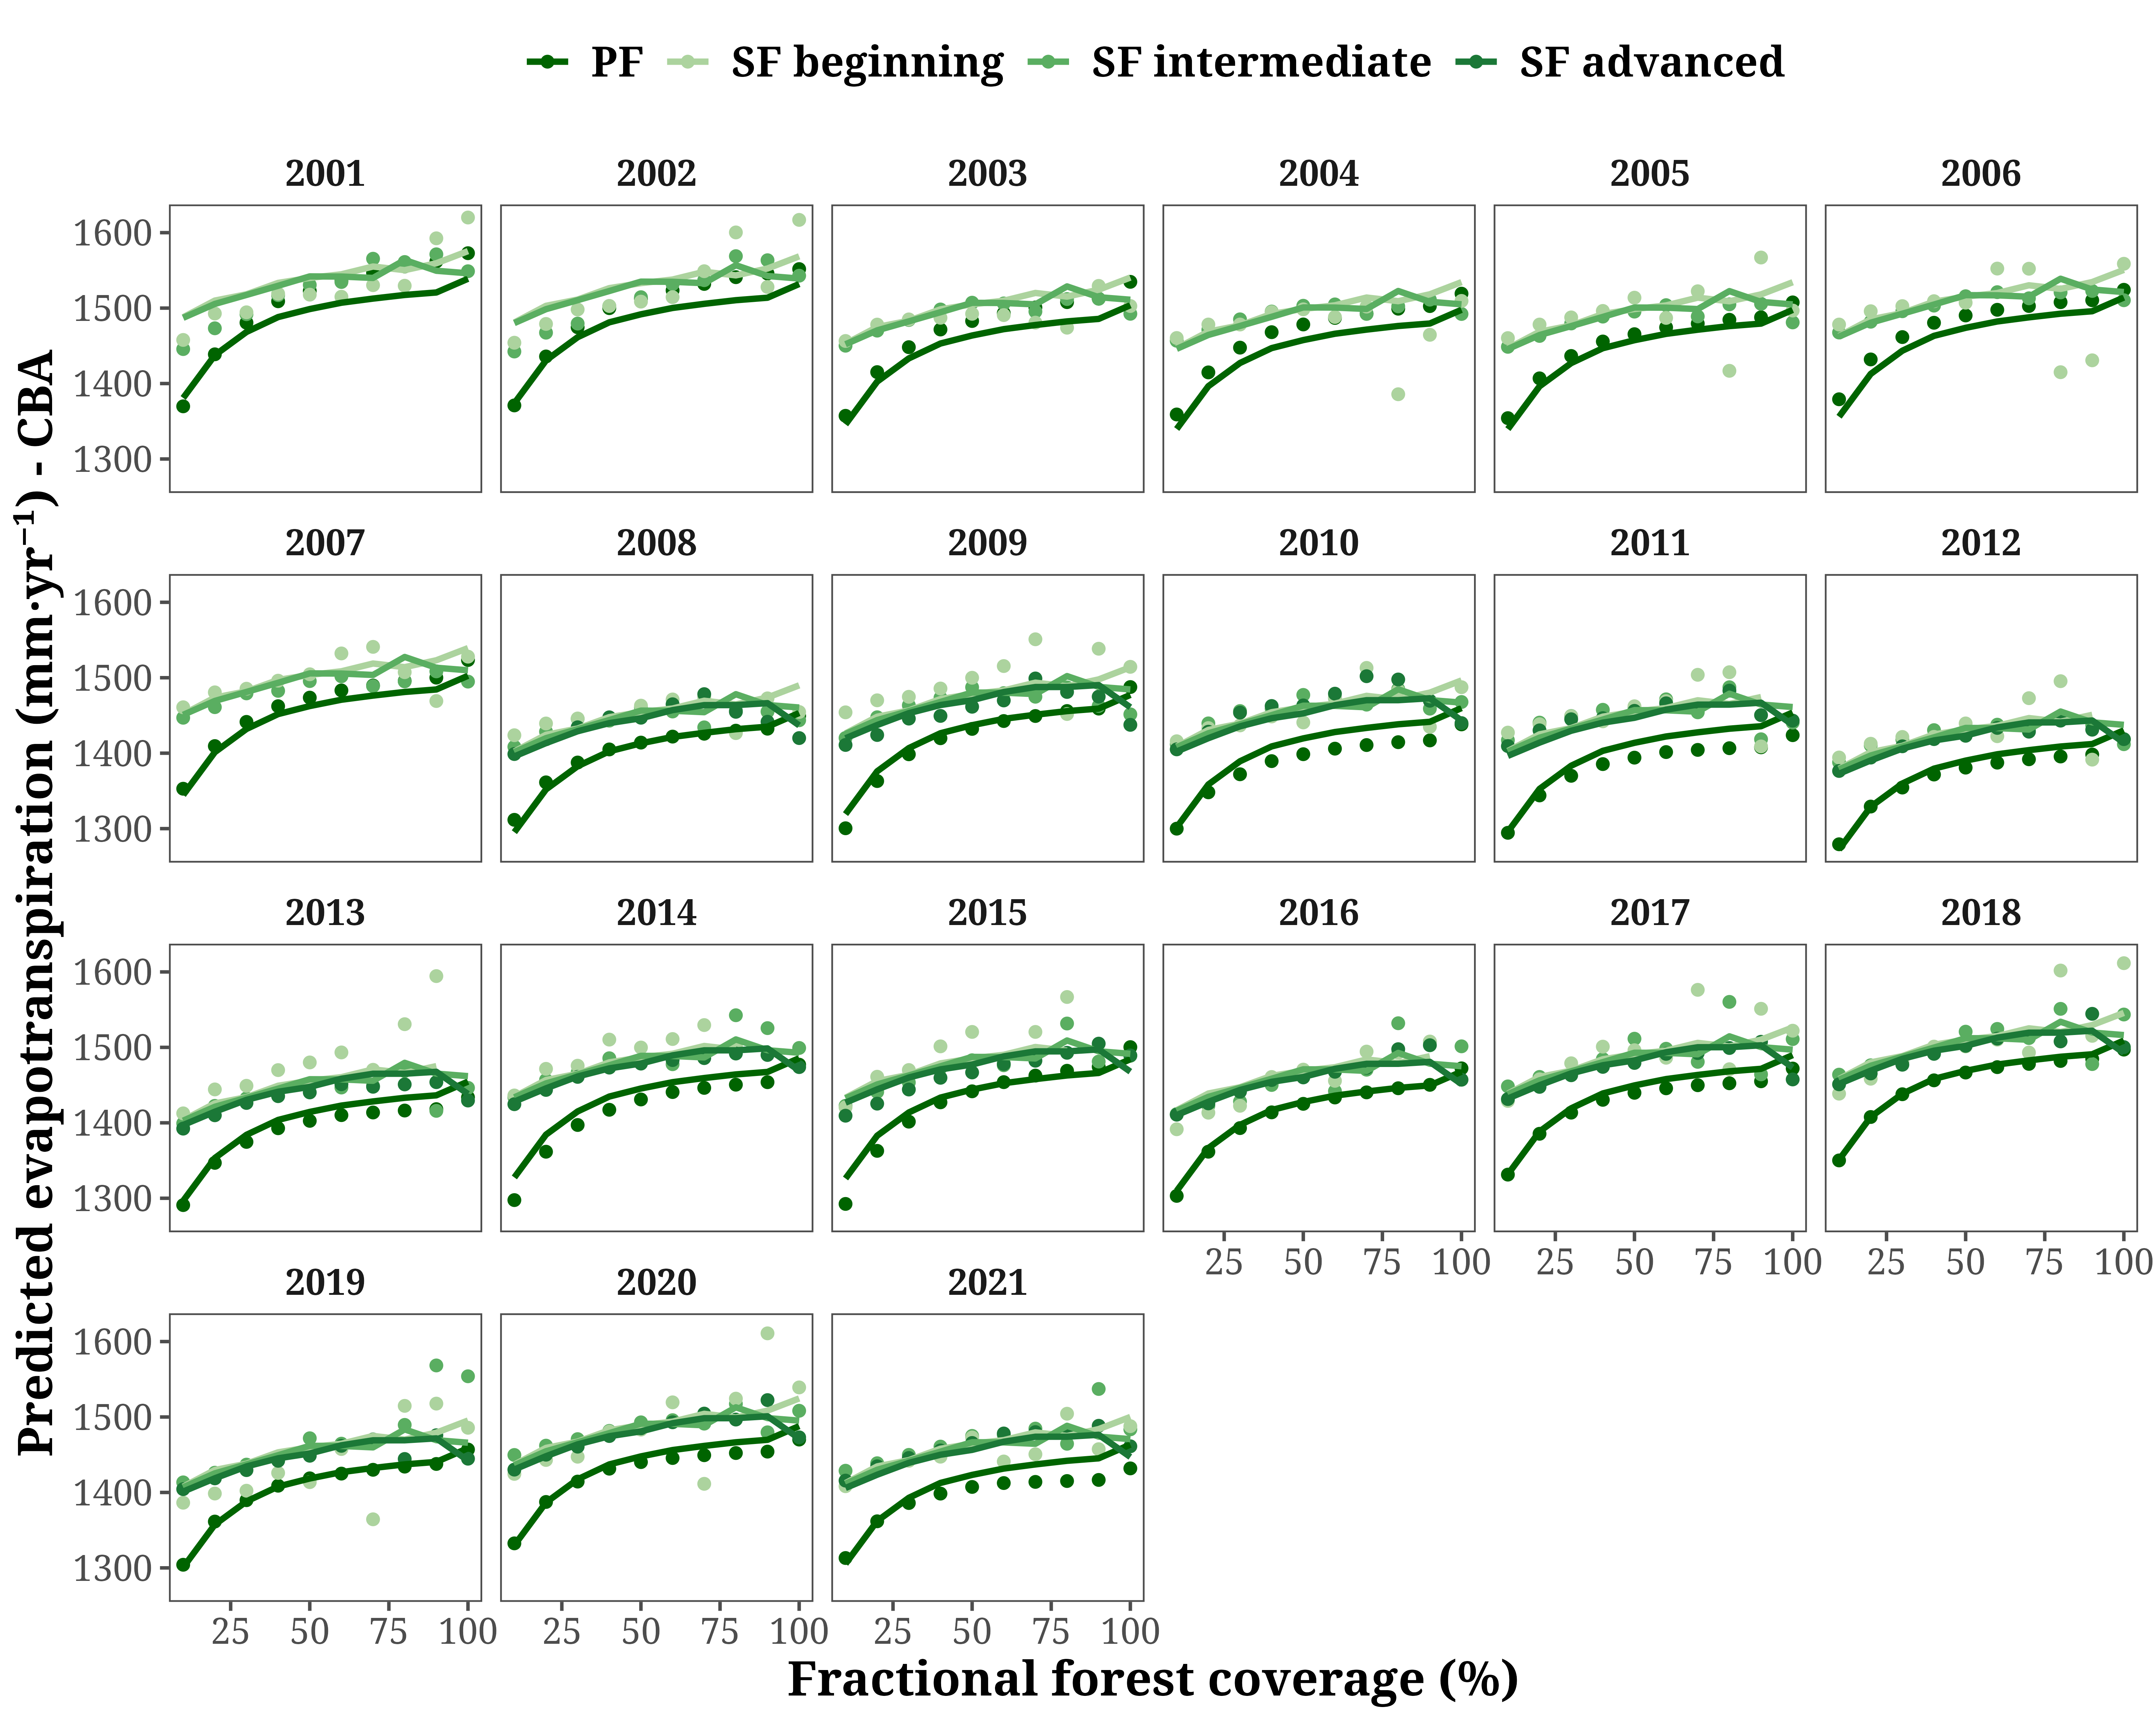 PF SF beginning SF intermediate SF advanced
Predicted evapotranspiration (mm·yr⁻¹) - CBA
2001 2002 2003 2004 2005 2006
1600
1500
1400
1300
2007 2008 2009 2010 2011 2012
1600
1500
1400
1300
2013 2014 2015 2016 2017 2018
1600
1500
1400
1300
25 50 75 100 25 50 75 100 25 50 75 100
2019 2020 2021
1600
1500
1400
1300
25 50 75 100 25 50 75 100 25 50 75 100
Fractional forest coverage (%)